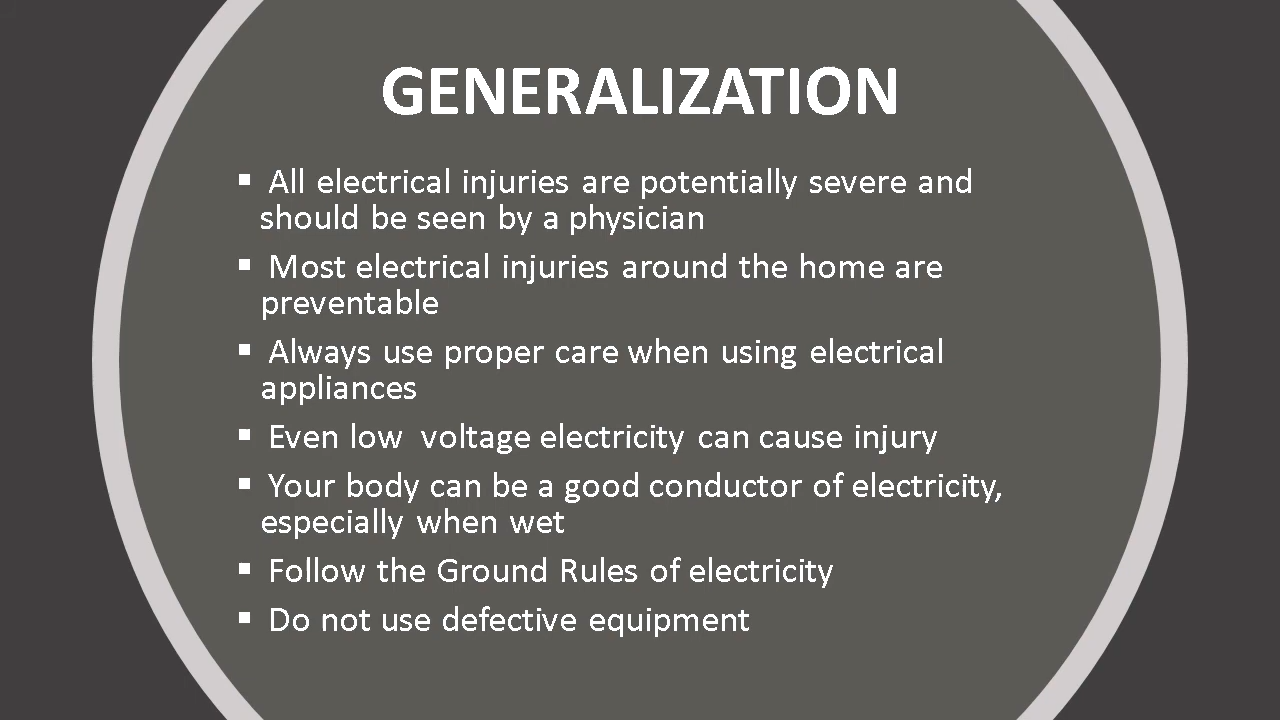 GENERALIZATION
▪ All electrical injuries are potentially severe and
should be seen by a physician
▪ Most electrical injuries around the home are
preventable
▪ Always use proper care when using electrical
appliances
▪ Even low  voltage electricity can cause injury
▪ Your body can be a good conductor of electricity,
especially when wet
▪ Follow the Ground Rules of electricity
▪ Do not use defective equipment